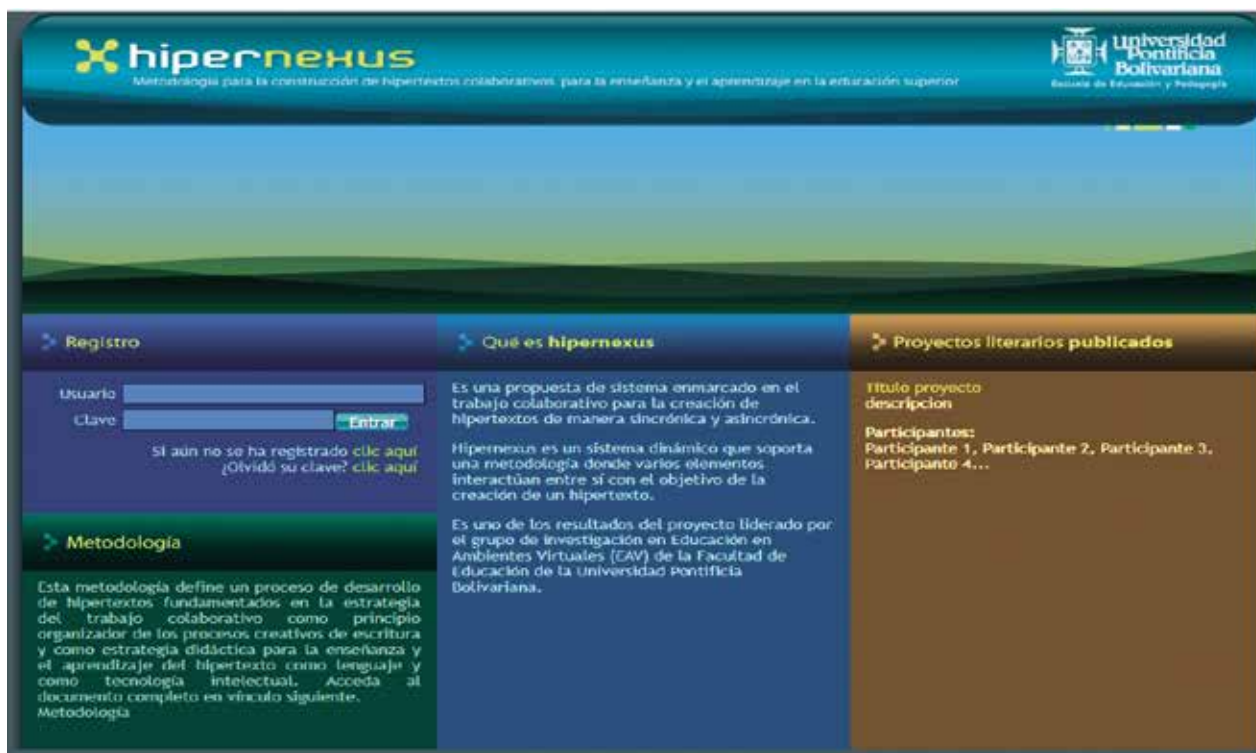 hipernexus
Metodología para la construcción de hipertextos colaborativos para la enseñanza y el aprendizaje en la educación superior
Universidad
Pontificia
Bolivariana
Escuela de Educación y Pedagogía
Registro
Usuario
Clave
Entrar
Si aún no se ha registrado clic aquí
¿Olvidó su clave? clic aquí
Metodología
Esta metodología define un proceso de desarrollo
de hipertextos fundamentados en la estrategia
del trabajo colaborativo como principio
organizador de los procesos creativos de escritura
y como estrategia didáctica para la enseñanza y
el aprendizaje del hipertexto como lenguaje y
como tecnología intelectual. Acceda al
documento completo en vínculo siguiente.
Metodología
Qué es hipernexus
Es una propuesta de sistema enmarcado en el
trabajo colaborativo para la creación de
hipertextos de manera sincrónica y asincrónica.
Hipernexus es un sistema dinámico que soporta
una metodología donde varios elementos
interactúan entre sí con el objetivo de la
creación de un hipertexto.
Es uno de los resultados del proyecto liderado por
el grupo de investigación en Educación en
Ambientes Virtuales (EAV) de la Facultad de
Educación de la Universidad Pontificia
Bolivariana.
Proyectos literarios publicados
Título proyecto
descripcion
Participantes:
Participante 1, Participante 2, Participante 3,
Participante 4...